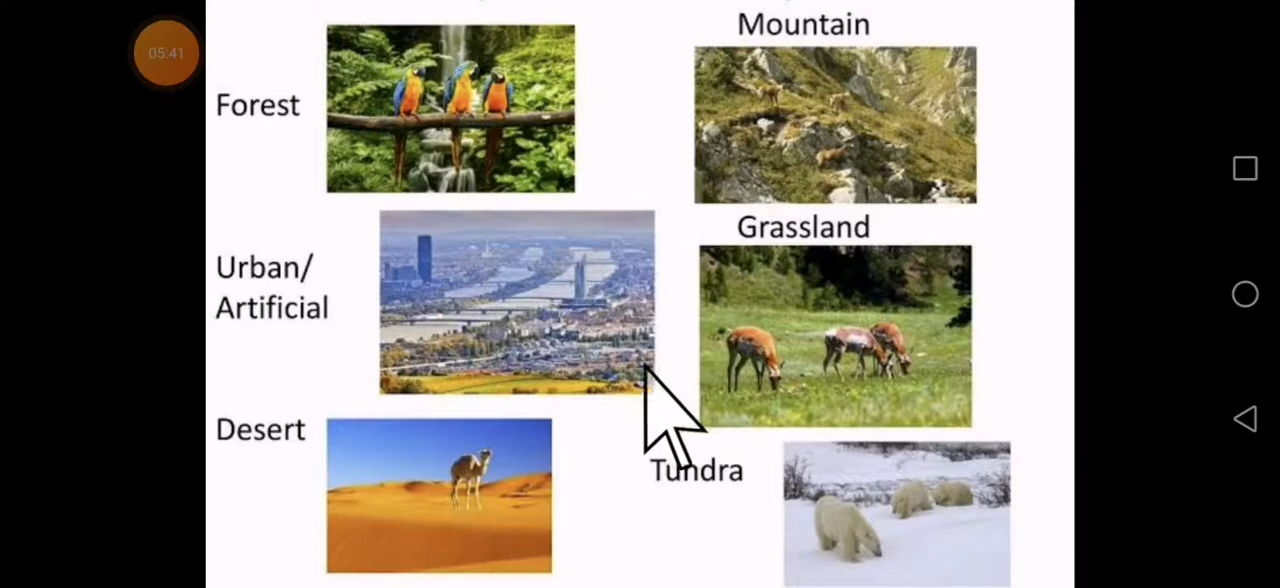 05:41
Mountain
Forest
Grassland
Urban/
Artificial
Desert
Tundra